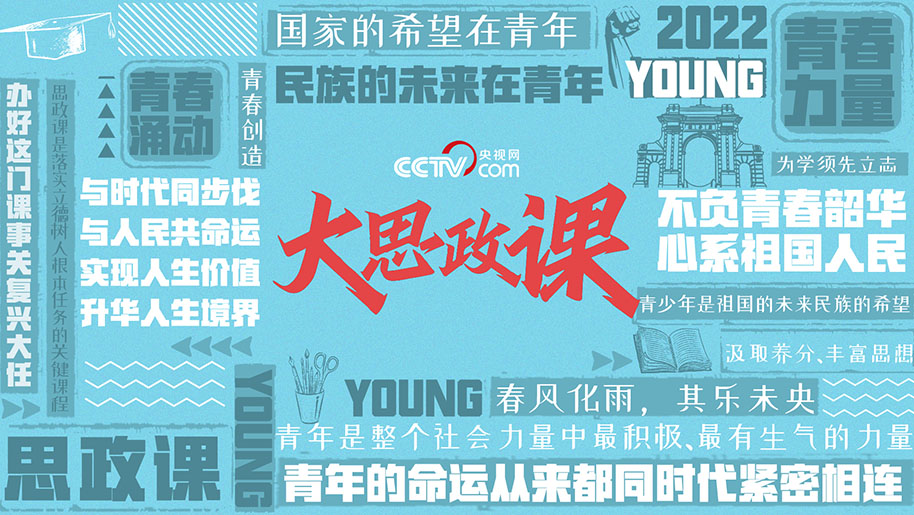 国家的希望在青年
民族的未来在青年
2022
YOUNG
青春
力量
青春
涌动
青春创造
办好这门课事关复兴大任
思政课是落实立德树人根本任务的关键课程
与时代同步伐
与人民共命运
实现人生价值
升华人生境界
CCTV.com 央视网
大思政课
为学须先立志
不负青春韶华
心系祖国人民
青少年是祖国的未来民族的希望
汲取养分、丰富思想
YOUNG
YOUNG
春风化雨，其乐未央
思政课
青年是整个社会力量中最积极、最有生气的力量
青年的命运从来都同时代紧密相连